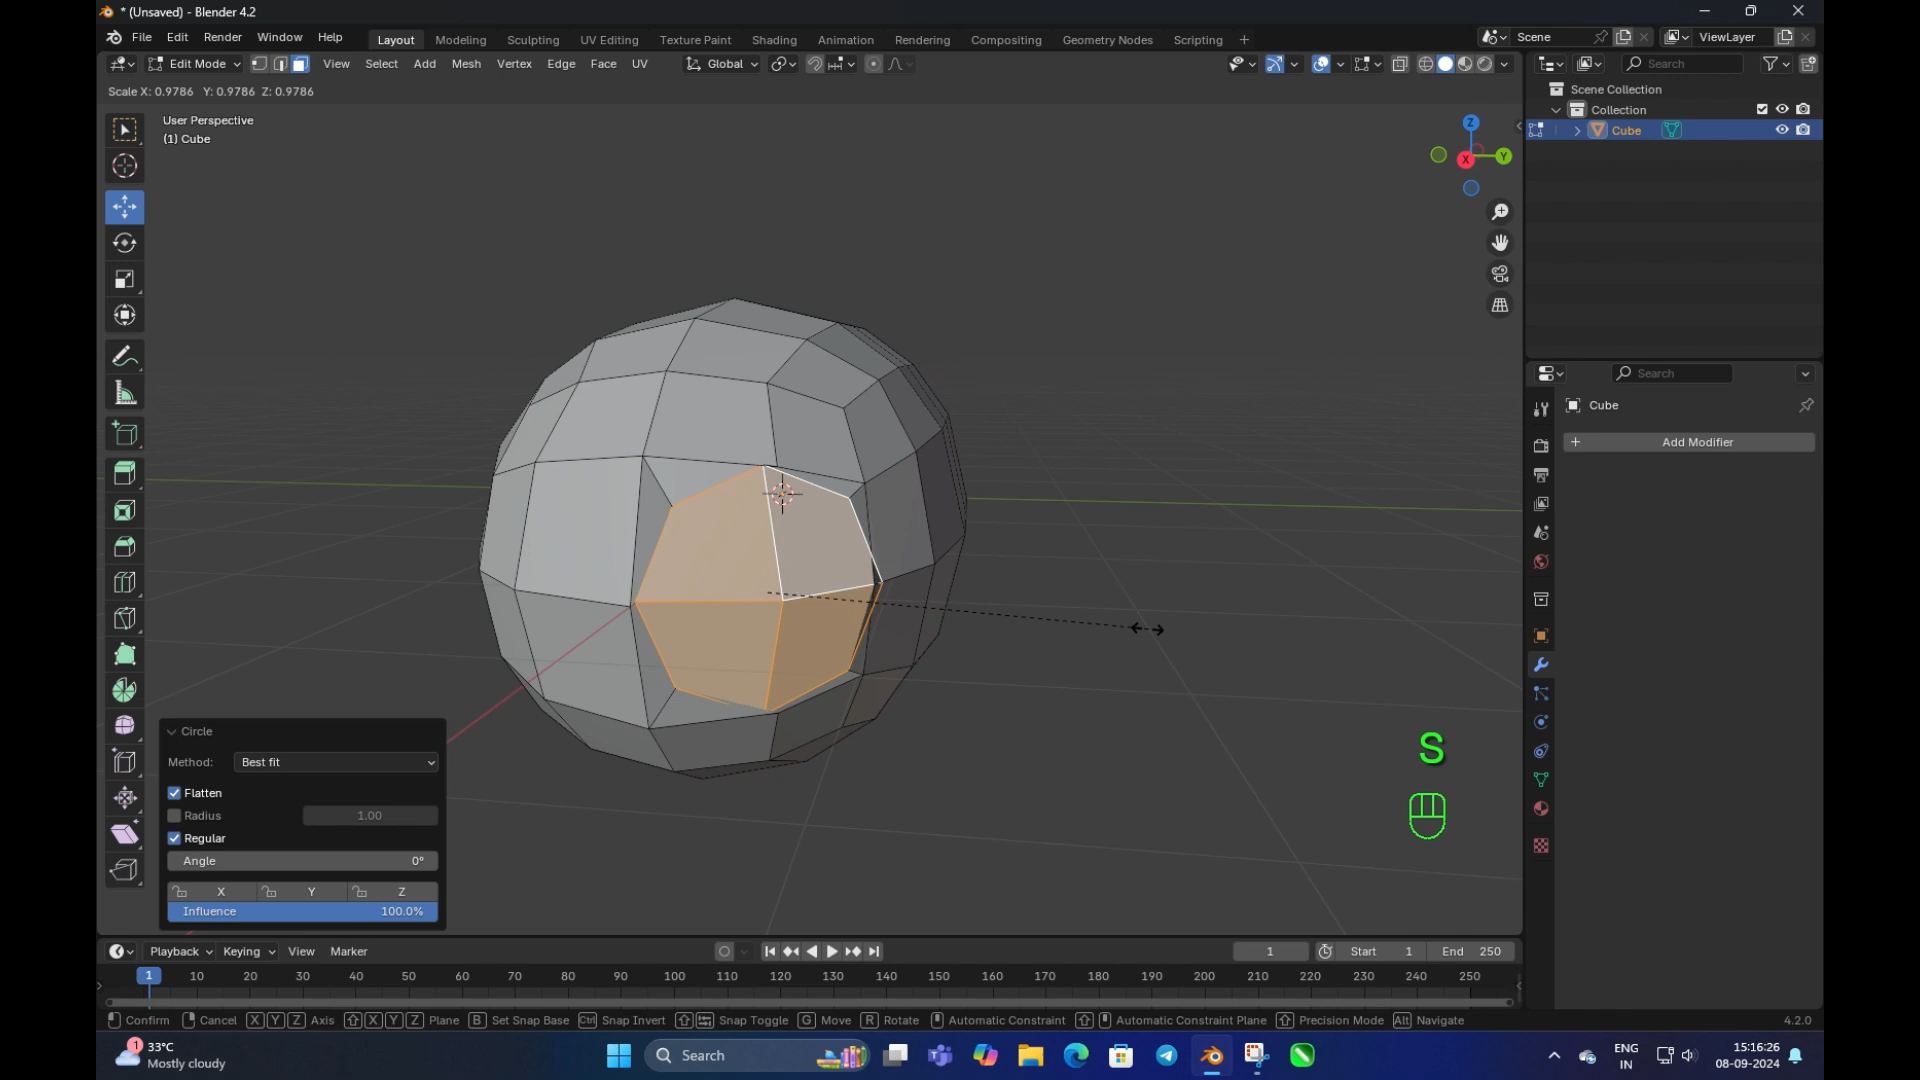 * (Unsaved) - Blender 4.2
File Edit Render Window Help
Layout Modeling Sculpting UV Editing Texture Paint Shading Animation Rendering Compositing Geometry Nodes Scripting +
Scene
ViewLayer
Edit Mode View Select Add Mesh Vertex Edge Face UV
Global
Search
Scale X: 0.9786 Y: 0.9786 Z: 0.9786
Scene Collection
User Perspective
(1) Cube
Collection
Cube
Z
X
Y
Search
Cube
+ Add Modifier
Circle
Method: Best fit
Flatten
Radius 1.00
Regular
Angle 0°
X Y Z
Influence 100.0%
S
Playback Keying View Marker
1 Start 1 End 250
1 10 20 30 40 50 60 70 80 90 100 110 120 130 140 150 160 170 180 190 200 210 220 230 240 250
Confirm Cancel X Y Z Axis X Y Z Plane B Set Snap Base Ctrl Snap Invert Snap Toggle G Move R Rotate Automatic Constraint Automatic Constraint Plane Precision Mode Alt Navigate 4.2.0
1
33°C
Mostly cloudy
Search
ENG
IN
15:16:26
08-09-2024